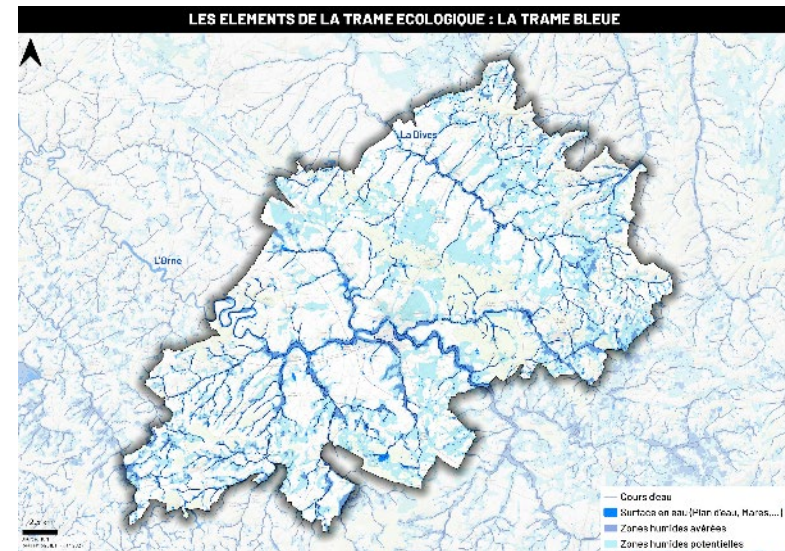 LES ELEMENTS DE LA TRAME ECOLOGIQUE : LA TRAME BLEUE
La Dives
L'Orne
Cours d'eau
Surface en eau (Plan d'eau, Mares,...)
Zones humides avérées
Zones humides potentielles